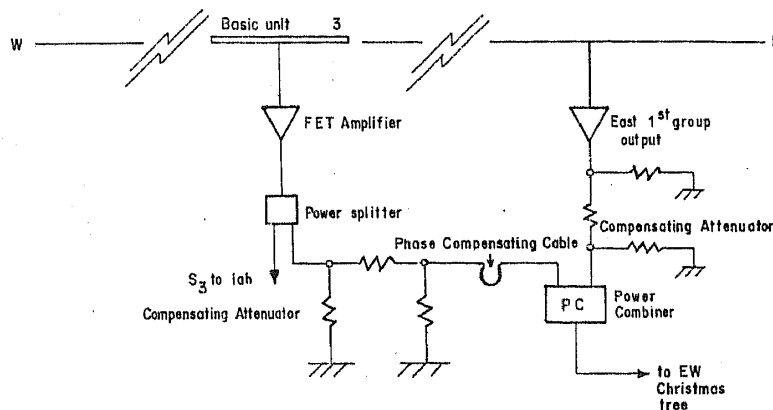 Basic unit 3
W
FET Amplifier
East 1st group
output
Power splitter
Compensating Attenuator
Phase Compensating Cable
S3 to lab
Compensating Attenuator
PC
Power
Combiner
to EW
Christmas
tree